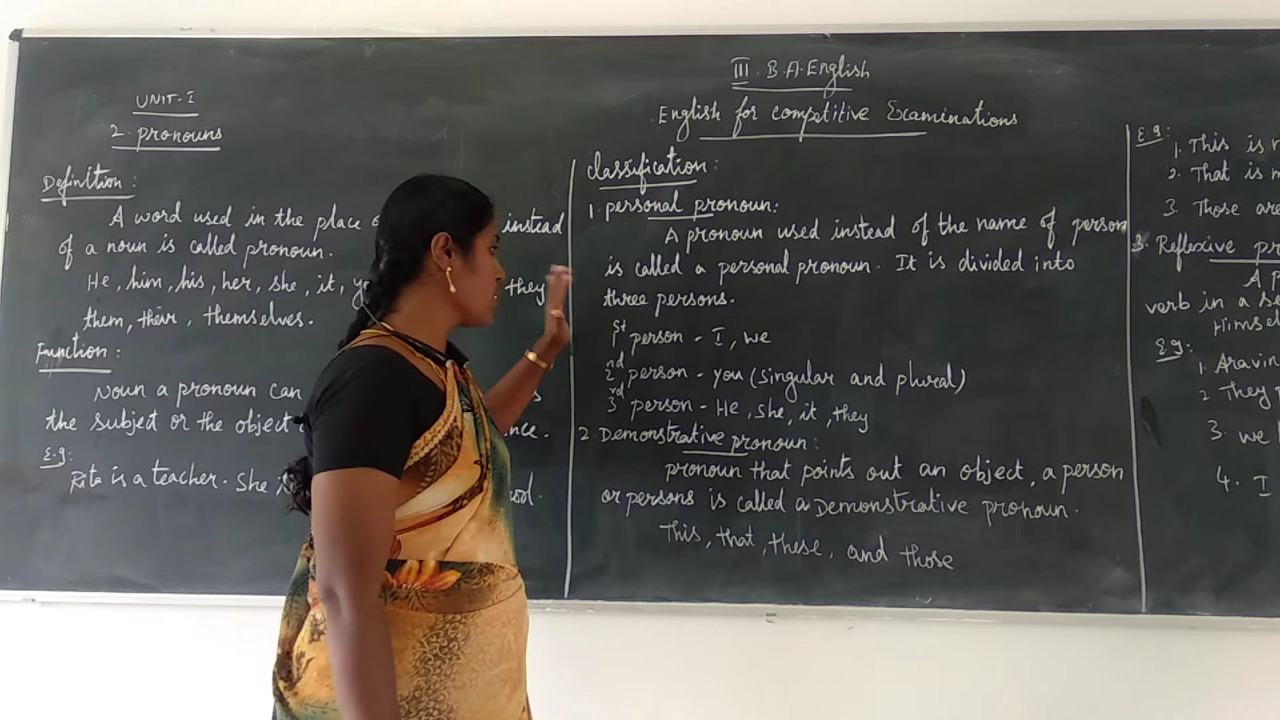 III. B.A. English
English for competitive Examinations
UNIT-I
2. pronouns
Definition:
A word used in the place instead
of a noun is called pronoun.
He, him, his, her, she, it, they
them, their, themselves.
Function:
Noun a pronoun can
the subject or the object
E.g:
Rita is a teacher. She
classification:
1. personal pronoun:
A pronoun used instead of the name of person
is called a personal pronoun. It is divided into
three persons.
1st person - I, we
2nd person - you (singular and plural)
3rd person - He, she, it, they
2 Demonstrative pronoun:
pronoun that points out an object, a person
or persons is called a Demonstrative pronoun.
This, that, these, and those
E.g:
1. This is
2. That is
3. Those
3. Reflexive
A
verb in a
E.g:
1.
2 They
3. we
4. I